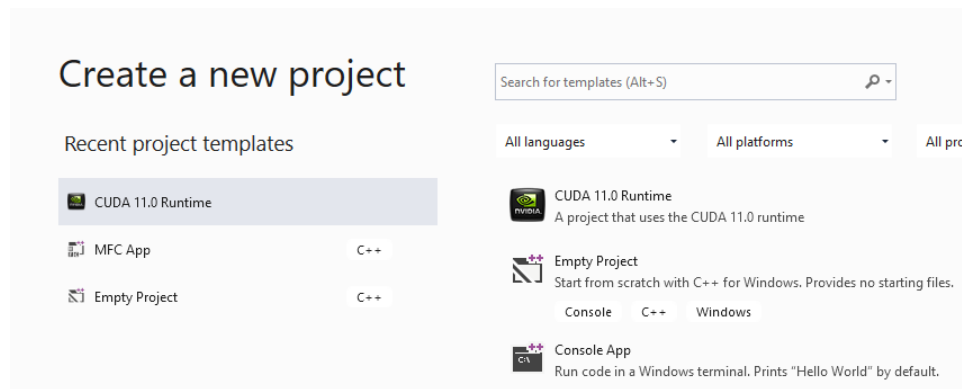 Create a new project
Search for templates (Alt+S)
Recent project templates
All languages
All platforms
All pro
CUDA 11.0 Runtime
MFC App
C++
Empty Project
C++
NVIDIA.
CUDA 11.0 Runtime
A project that uses the CUDA 11.0 runtime
Empty Project
Start from scratch with C++ for Windows. Provides no starting files.
Console C++ Windows
C:\
Console App
Run code in a Windows terminal. Prints "Hello World" by default.